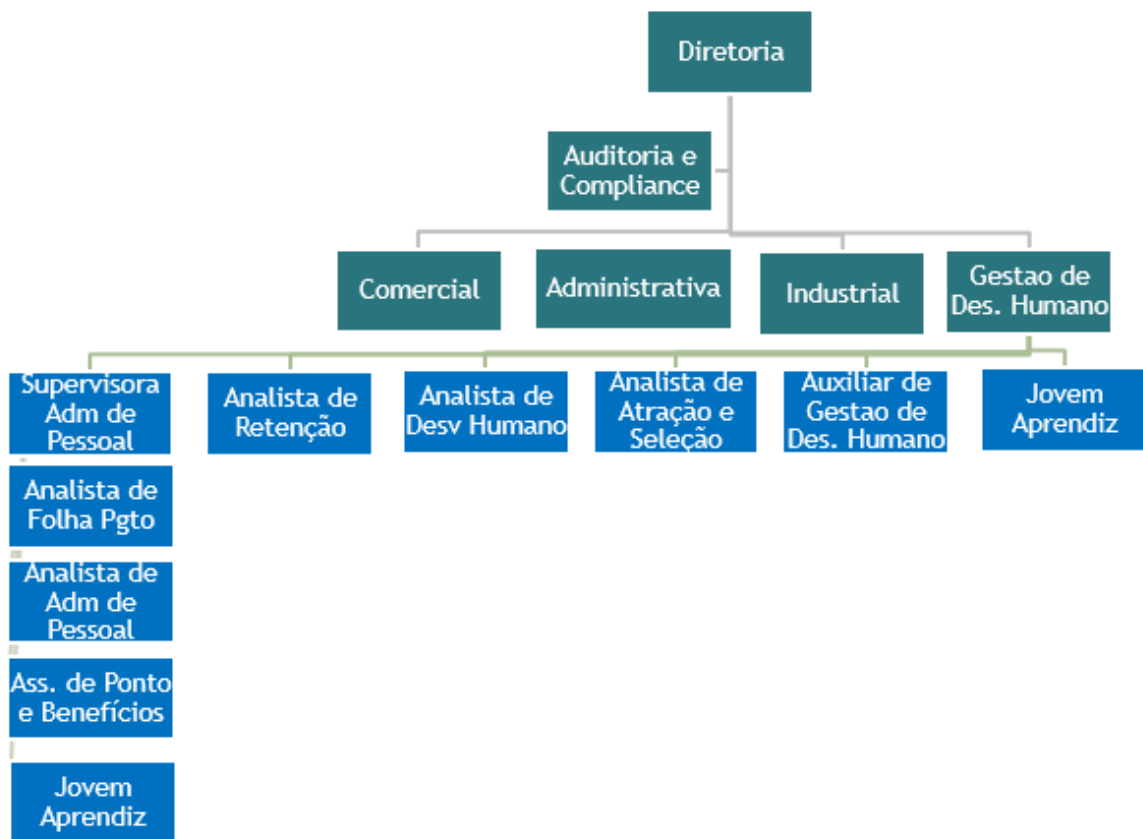 Diretoria
Auditoria e
Compliance
Comercial
Administrativa
Industrial
Gestao de
Des. Humano
Supervisora
Adm de
Pessoal
Analista de
Retenção
Analista de
Desv Humano
Analista de
Atração e
Seleção
Auxiliar de
Gestao de
Des. Humano
Jovem
Aprendiz
Analista de
Folha Pgto
Analista de
Adm de
Pessoal
Ass. de Ponto
e Benefícios
Jovem
Aprendiz